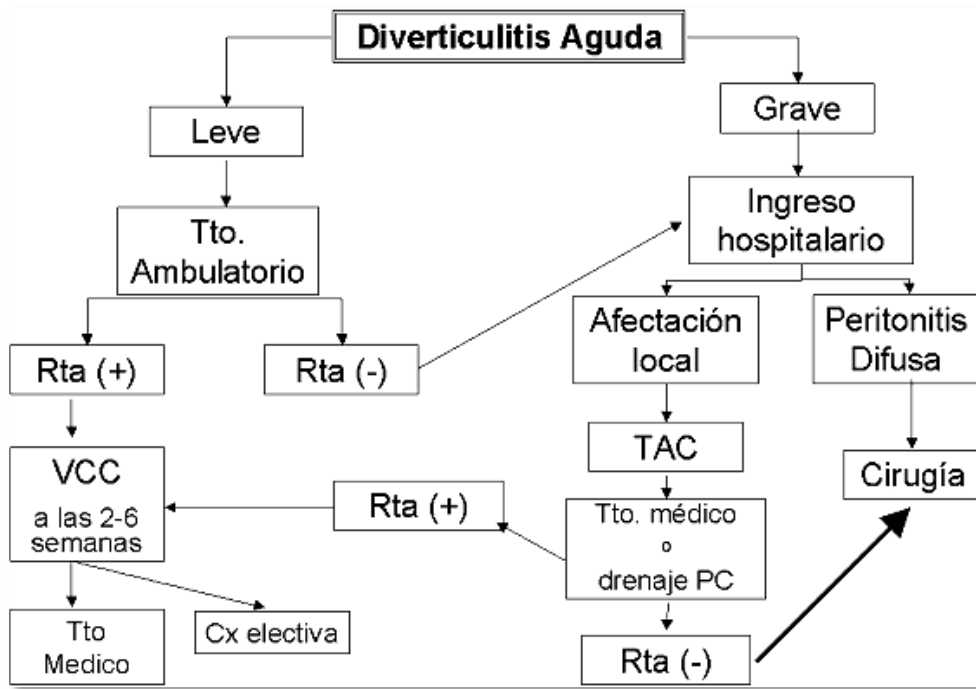 Diverticulitis Aguda
Leve
Grave
Tto.
Ambulatorio
Ingreso
hospitalario
Rta (+)
Rta (-)
Afectación
local
Peritonitis
Difusa
VCC
a las 2-6
semanas
Rta (+)
TAC
Cirugía
Tto. médico
o
drenaje PC
Tto
Medico
Cx electiva
Rta (-)